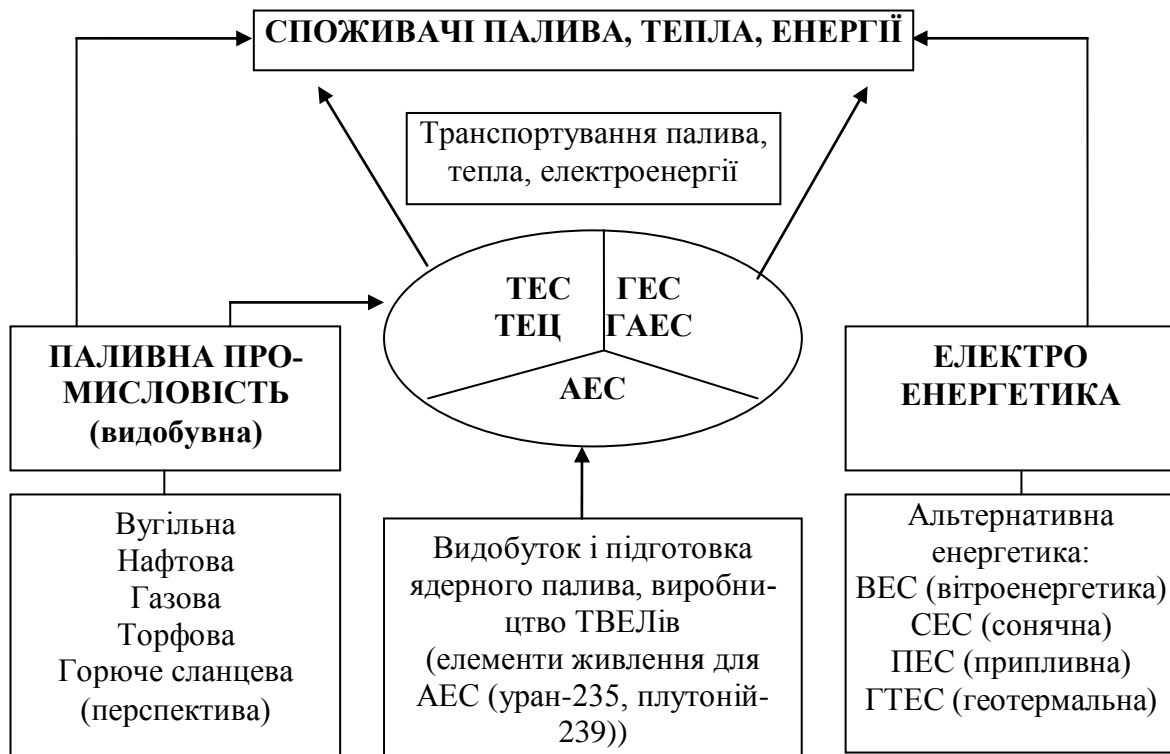 СПОЖИВАЧІ ПАЛИВА, ТЕПЛА, ЕНЕРГІЇ
Транспортування палива,
тепла, електроенергії
ТЕС
ТЕЦ
ГЕС
ГАЕС
АЕС
ПАЛИВНА ПРО-
МИСЛОВІСТЬ
(видобувна)
ЕЛЕКТРО
ЕНЕРГЕТИКА
Вугільна
Нафтова
Газова
Торфова
Горюче сланцева
(перспектива)
Видобуток і підготовка
ядерного палива, виробни-
цтво ТВЕЛів
(елементи живлення для
АЕС (уран-235, плутоній-
239))
Альтернативна
енергетика:
ВЕС (вітроенергетика)
СЕС (сонячна)
ПЕС (припливна)
ГТЕС (геотермальна)